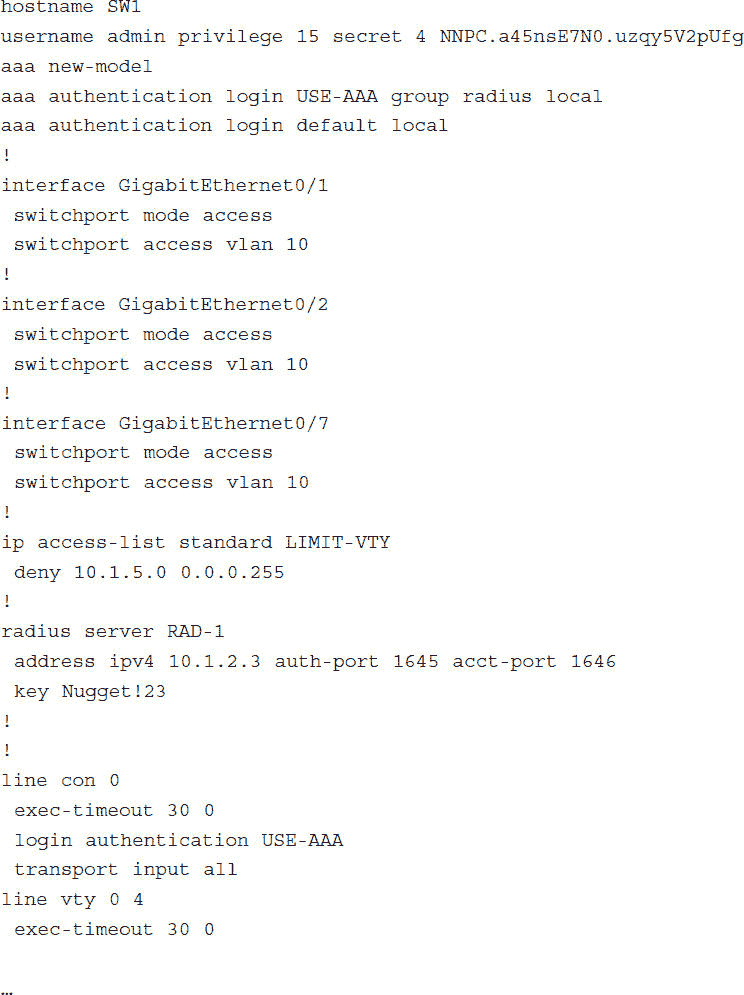 hostname SW1
username admin privilege 15 secret 4 NNPC.a45nsE7N0.uzqy5V2pUfg
aaa new-model
aaa authentication login USE-AAA group radius local
aaa authentication login default local
!
interface GigabitEthernet0/1
switchport mode access
switchport access vlan 10
!
interface GigabitEthernet0/2
switchport mode access
switchport access vlan 10
!
interface GigabitEthernet0/7
switchport mode access
switchport access vlan 10
!
ip access-list standard LIMIT-VTY
deny 10.1.5.0 0.0.0.255
!
radius server RAD-1
address ipv4 10.1.2.3 auth-port 1645 acct-port 1646
key Nugget!23
!
!
line con 0
exec-timeout 30 0
login authentication USE-AAA
transport input all
line vty 0 4
exec-timeout 30 0
…